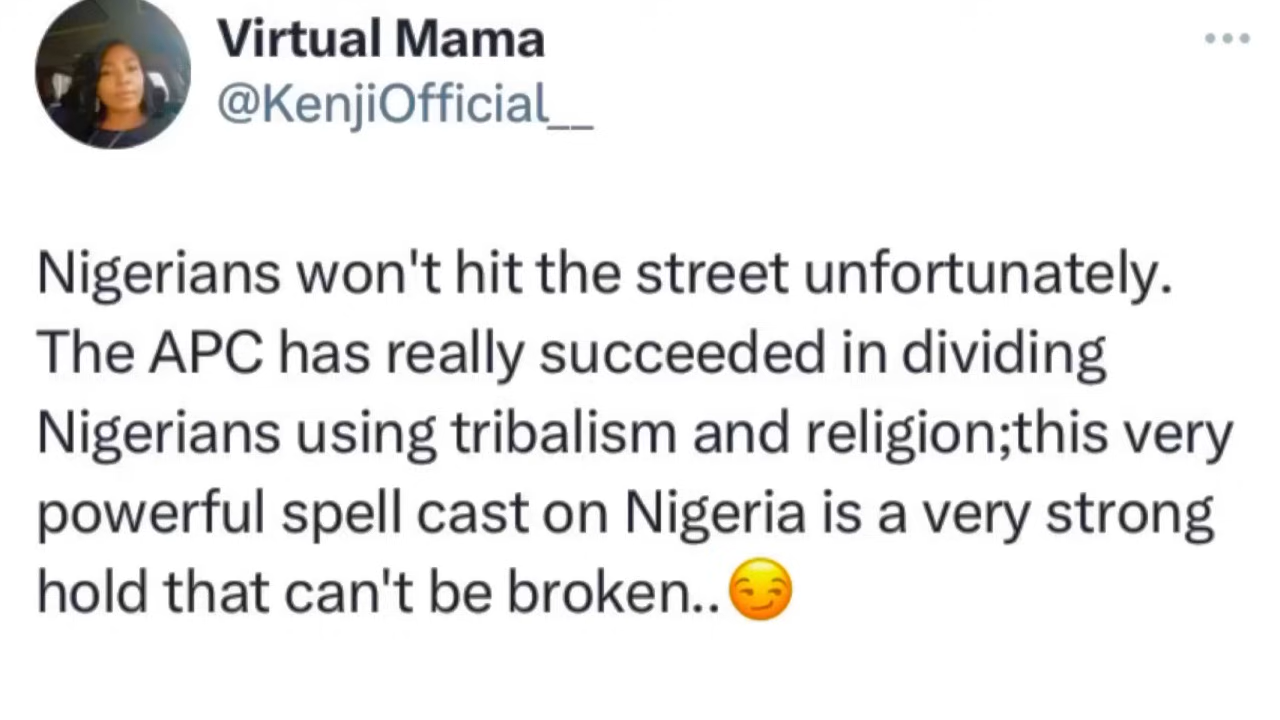 Virtual Mama
@KenjiOfficial__
Nigerians won't hit the street unfortunately.
The APC has really succeeded in dividing
Nigerians using tribalism and religion;this very
powerful spell cast on Nigeria is a very strong
hold that can't be broken..😏